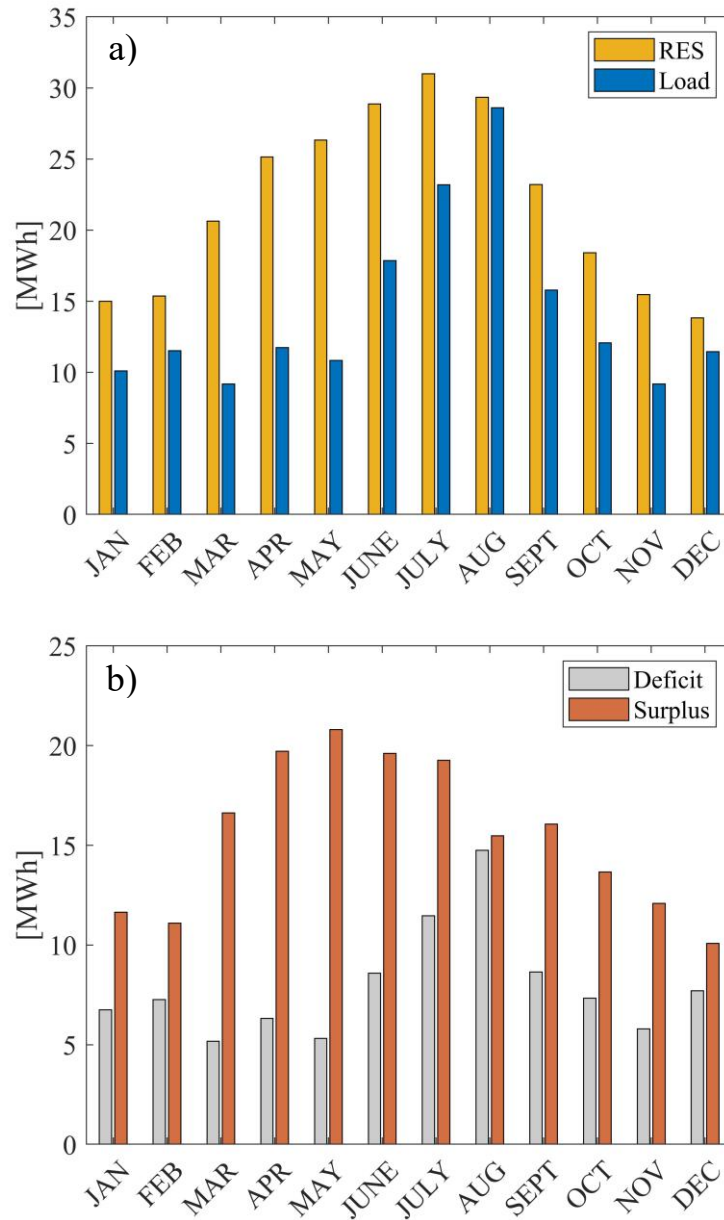 a)
RES
Load
[MWh]
35
30
25
20
15
10
5
0
JAN
FEB
MAR
APR
MAY
JUNE
JULY
AUG
SEPT
OCT
NOV
DEC
b)
Deficit
Surplus
[MWh]
25
20
15
10
5
0
JAN
FEB
MAR
APR
MAY
JUNE
JULY
AUG
SEPT
OCT
NOV
DEC